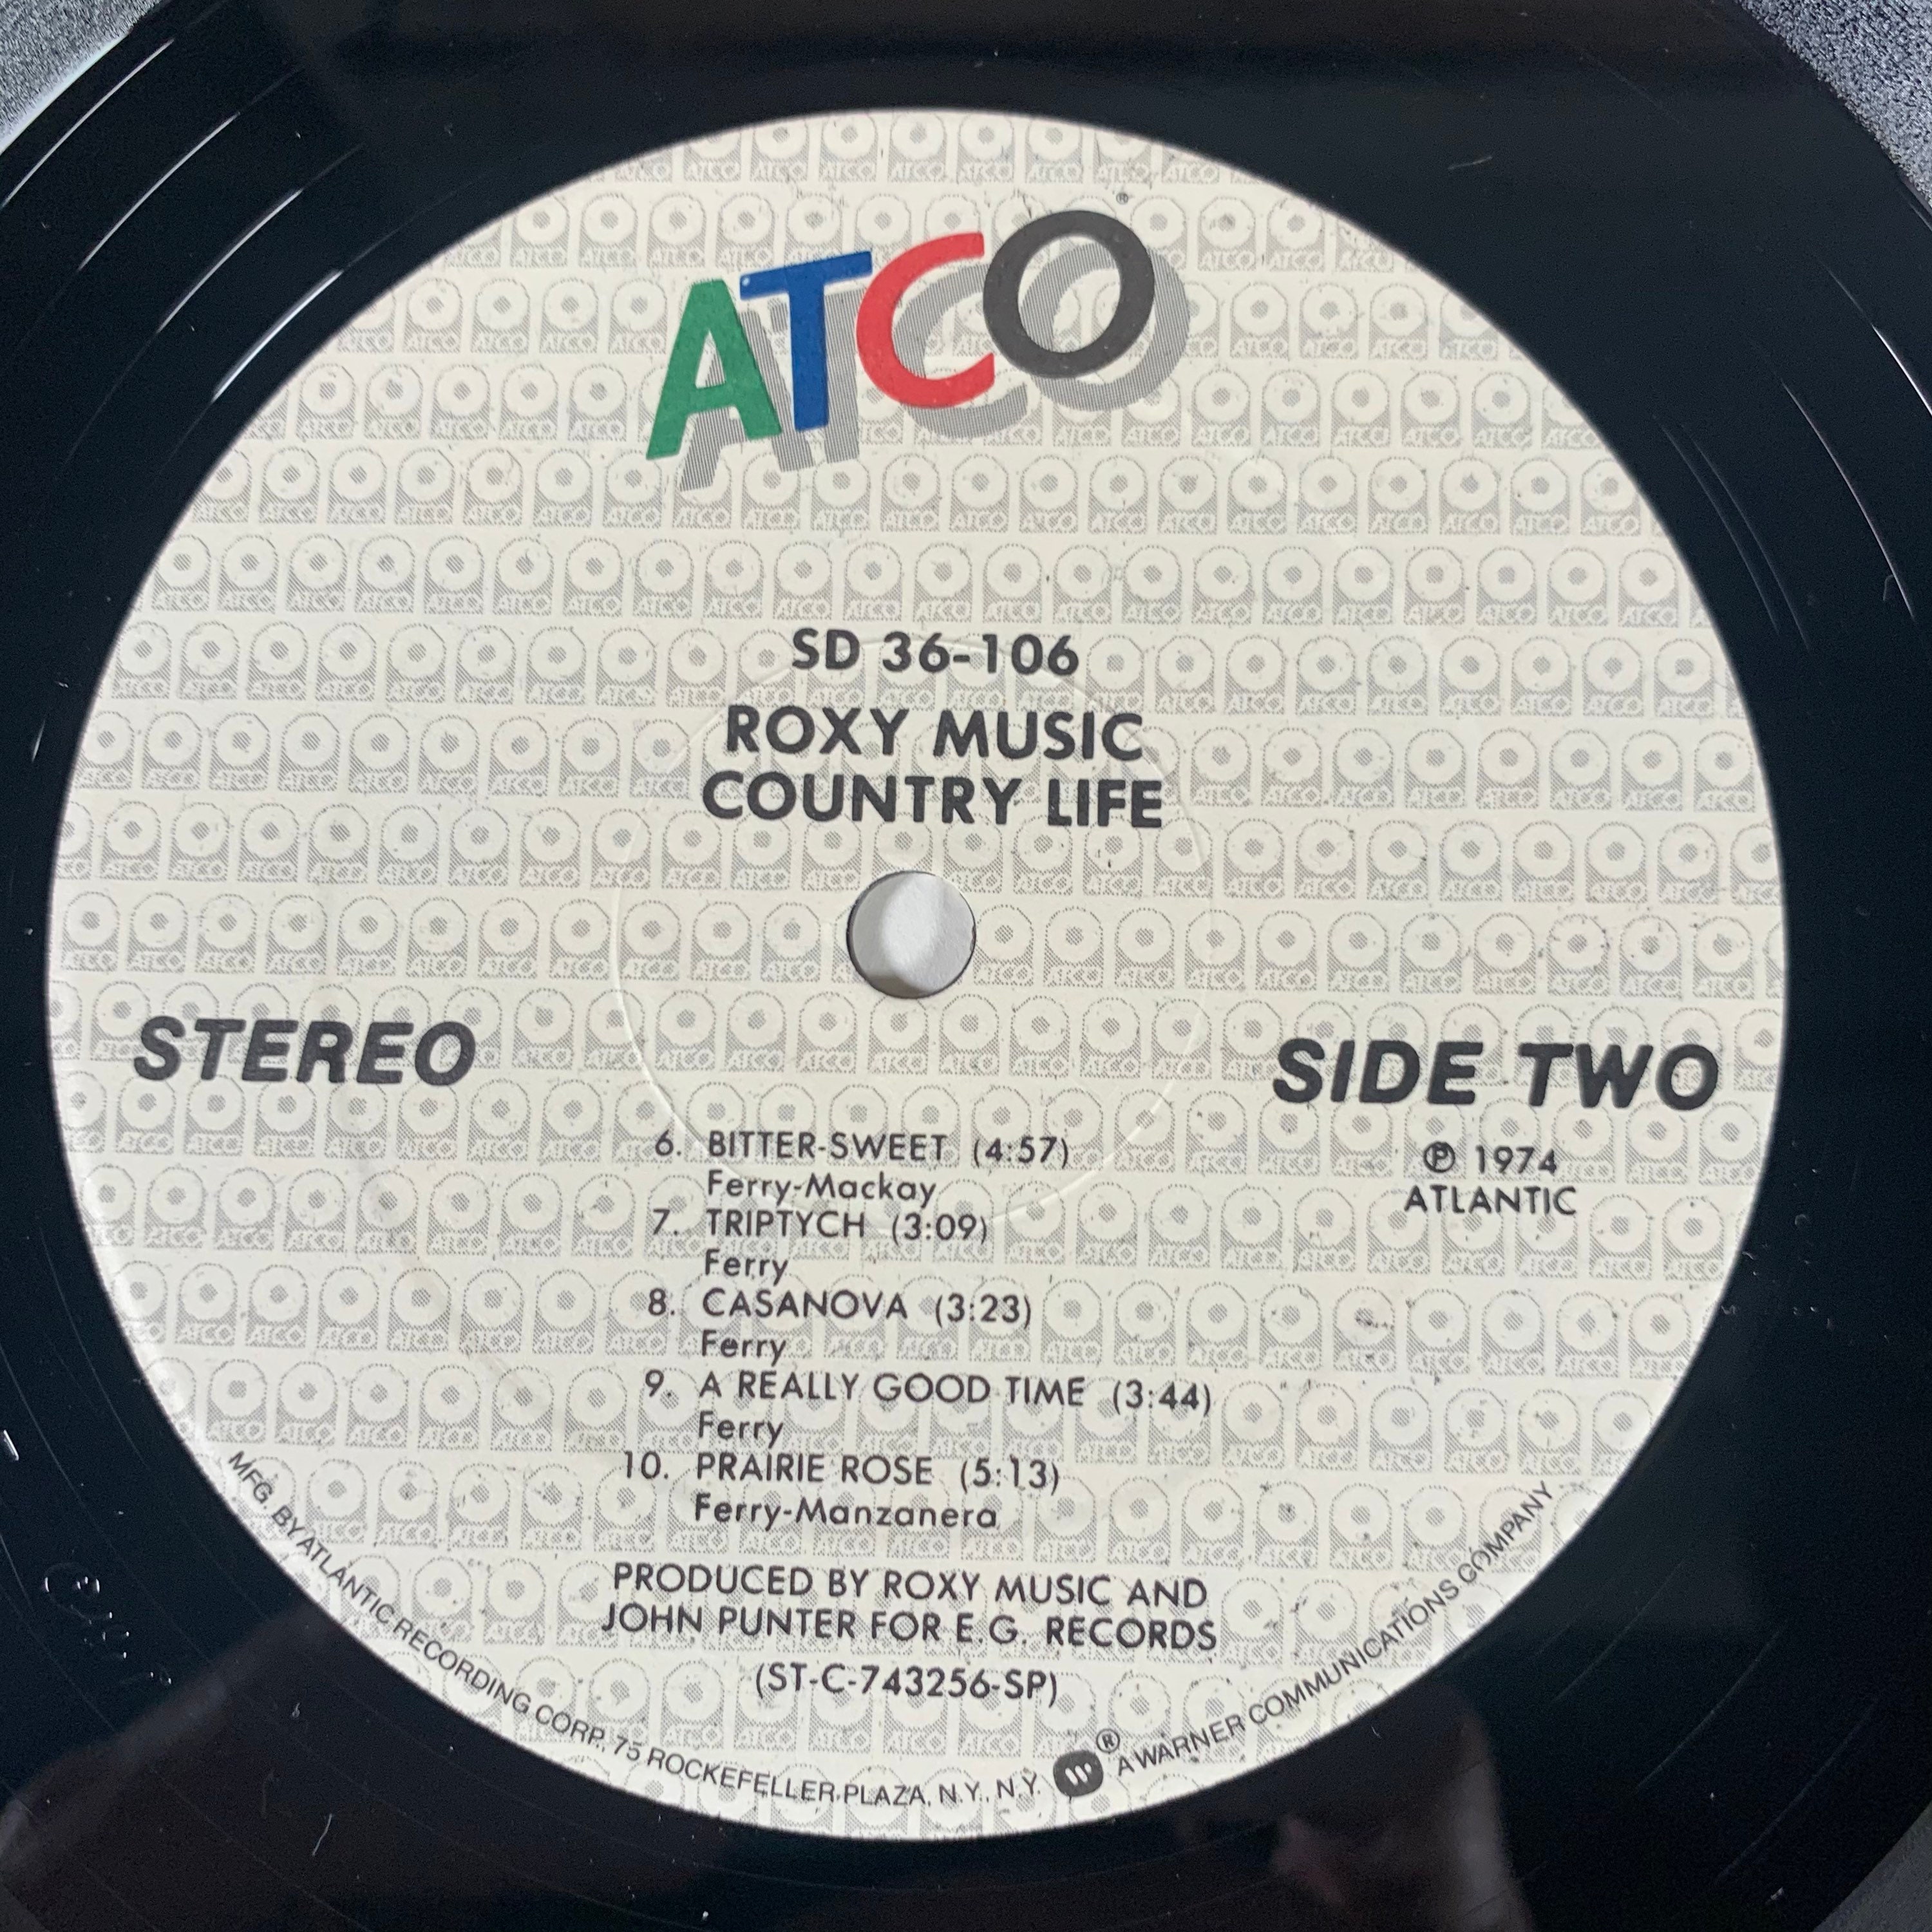 ATCO
®
SD 36-106
ROXY MUSIC
COUNTRY LIFE
STEREO
SIDE TWO
℗ 1974
ATLANTIC
6. BITTER-SWEET (4:57)
Ferry-Mackay
7. TRIPTYCH (3:09)
Ferry
8. CASANOVA (3:23)
Ferry
9. A REALLY GOOD TIME (3:44)
Ferry
10. PRAIRIE ROSE (5:13)
Ferry-Manzanera
PRODUCED BY ROXY MUSIC AND
JOHN PUNTER FOR E.G. RECORDS
(ST-C-743256-SP)
MFG. BY ATLANTIC RECORDING CORP., 75 ROCKEFELLER PLAZA, N.Y., N.Y. ® A WARNER COMMUNICATIONS COMPANY